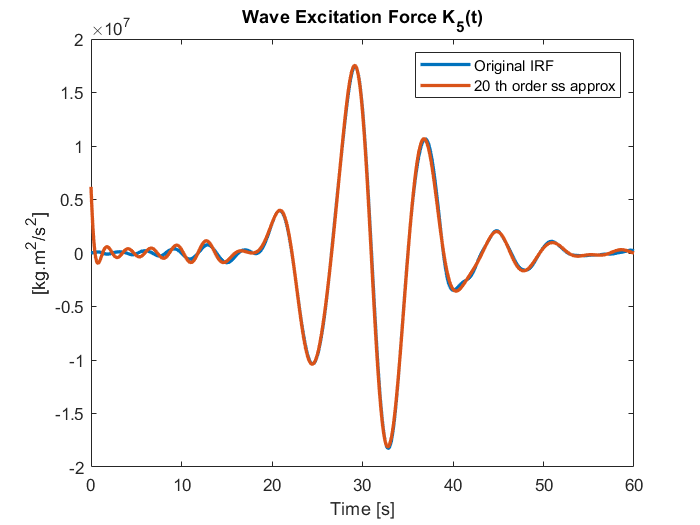 Wave Excitation Force K5(t)
×10^7
Original IRF
20 th order ss approx
2
1.5
1
0.5
0
-0.5
-1
-1.5
-2
[kg.m^2/s^2]
0 10 20 30 40 50 60
Time [s]